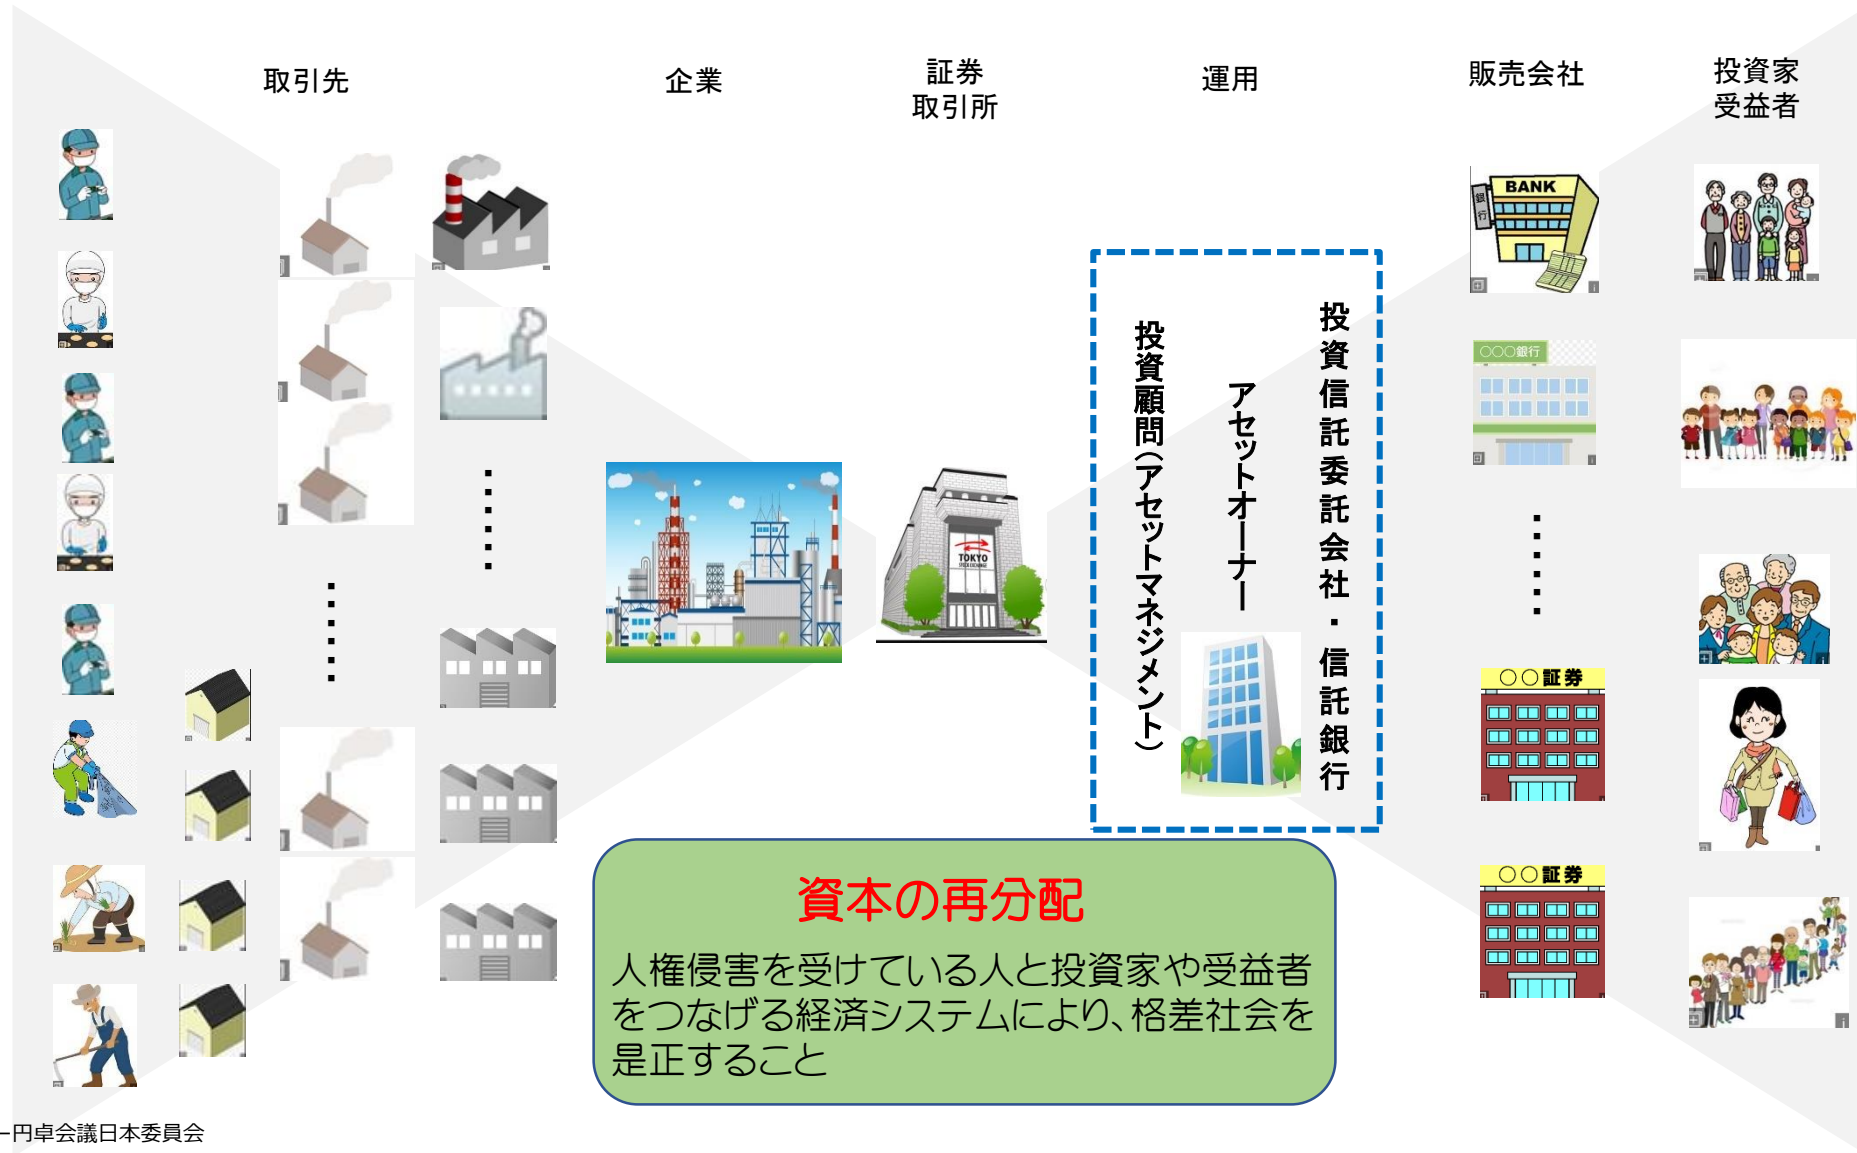 取引先
企業
証券
取引所
運用
販売会社
投資家
受益者
BANK
銀行
○○○銀行
投資顧問(アセットマネジメント)
アセットオーナー
投資信託委託会社・信託銀行
TOKYO
STOCK EXCHANGE
○○証券
○○証券
資本の再分配
人権侵害を受けている人と投資家や受益者
をつなげる経済システムにより、格差社会を
是正すること
ー円卓会議日本委員会